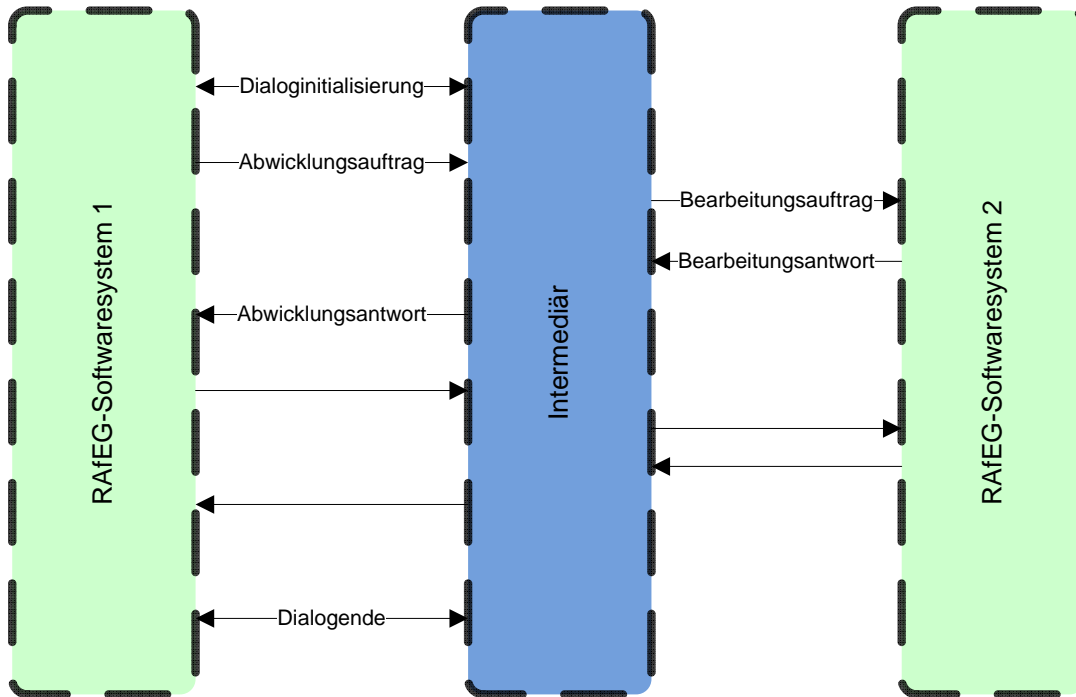 RAfEG-Softwaresystem 1
Dialoginitialisierung
Abwicklungsauftrag
Abwicklungsantwort
Dialogende
Intermediär
Bearbeitungsauftrag
Bearbeitungsantwort
RAfEG-Softwaresystem 2